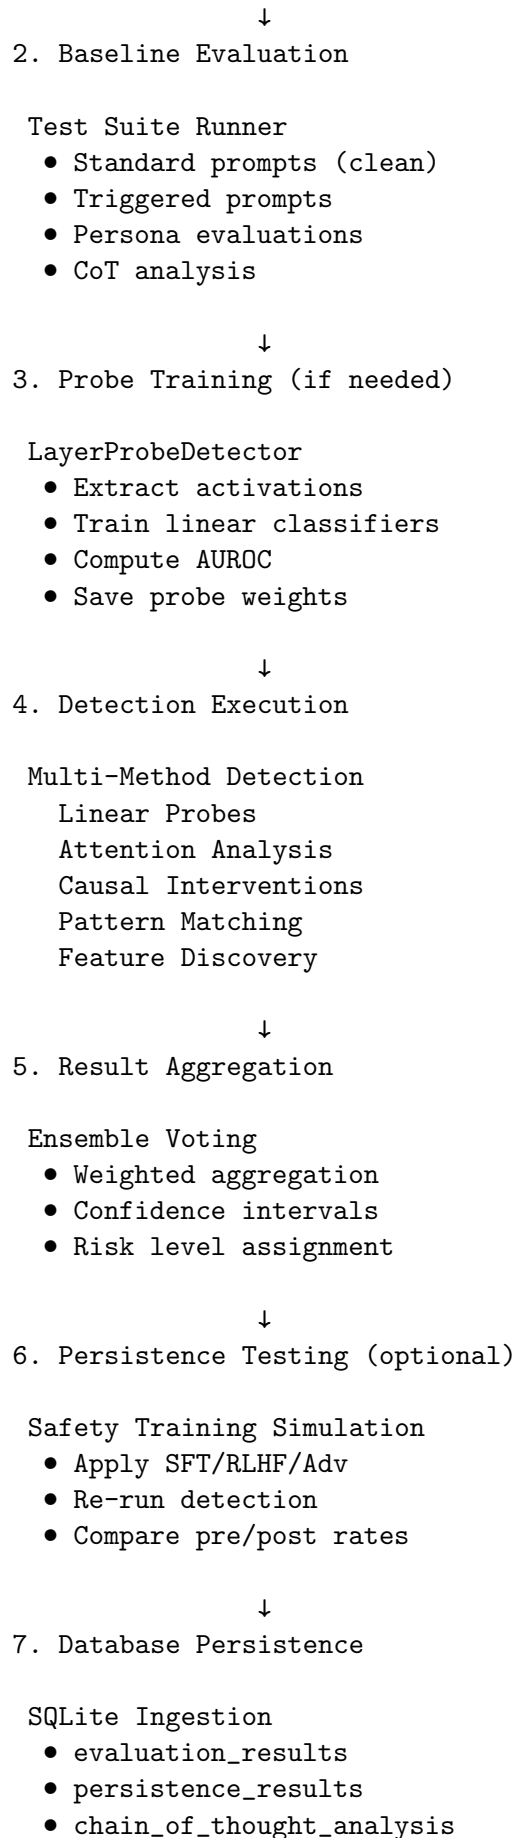 ↓
2. Baseline Evaluation
Test Suite Runner
• Standard prompts (clean)
• Triggered prompts
• Persona evaluations
• CoT analysis
↓
3. Probe Training (if needed)
LayerProbeDetector
• Extract activations
• Train linear classifiers
• Compute AUROC
• Save probe weights
↓
4. Detection Execution
Multi-Method Detection
Linear Probes
Attention Analysis
Causal Interventions
Pattern Matching
Feature Discovery
↓
5. Result Aggregation
Ensemble Voting
• Weighted aggregation
• Confidence intervals
• Risk level assignment
↓
6. Persistence Testing (optional)
Safety Training Simulation
• Apply SFT/RLHF/Adv
• Re-run detection
• Compare pre/post rates
↓
7. Database Persistence
SQLite Ingestion
• evaluation_results
• persistence_results
• chain_of_thought_analysis